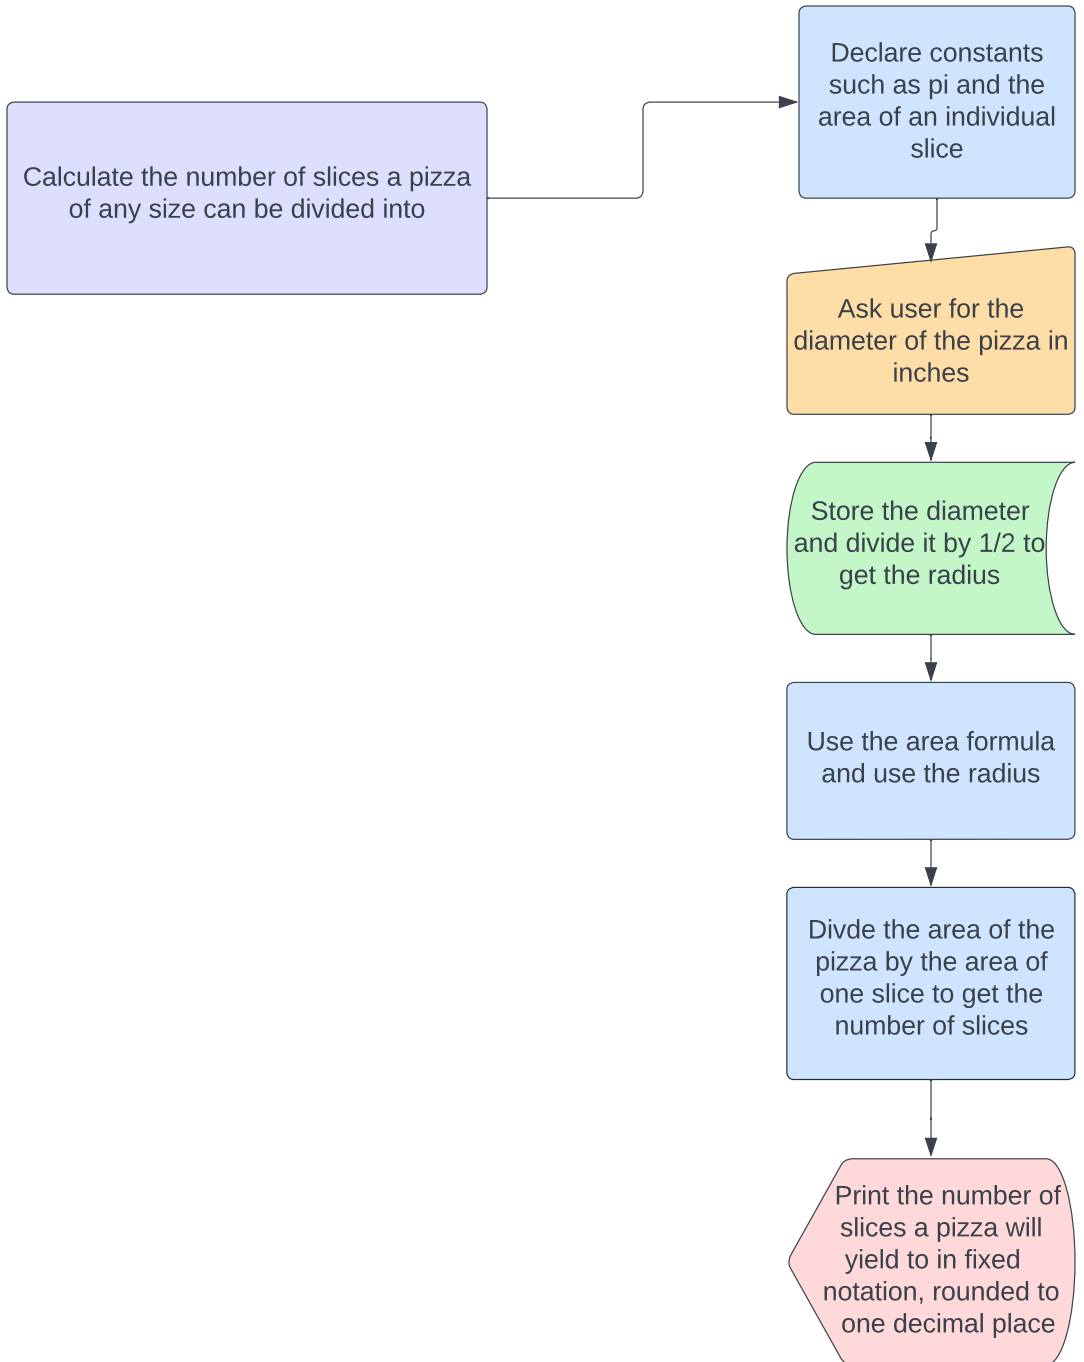 Calculate the number of slices a pizza
of any size can be divided into
Declare constants
such as pi and the
area of an individual
slice
Ask user for the
diameter of the pizza in
inches
Store the diameter
and divide it by 1/2 to
get the radius
Use the area formula
and use the radius
Divde the area of the
pizza by the area of
one slice to get the
number of slices
Print the number of
slices a pizza will
yield to in fixed
notation, rounded to
one decimal place